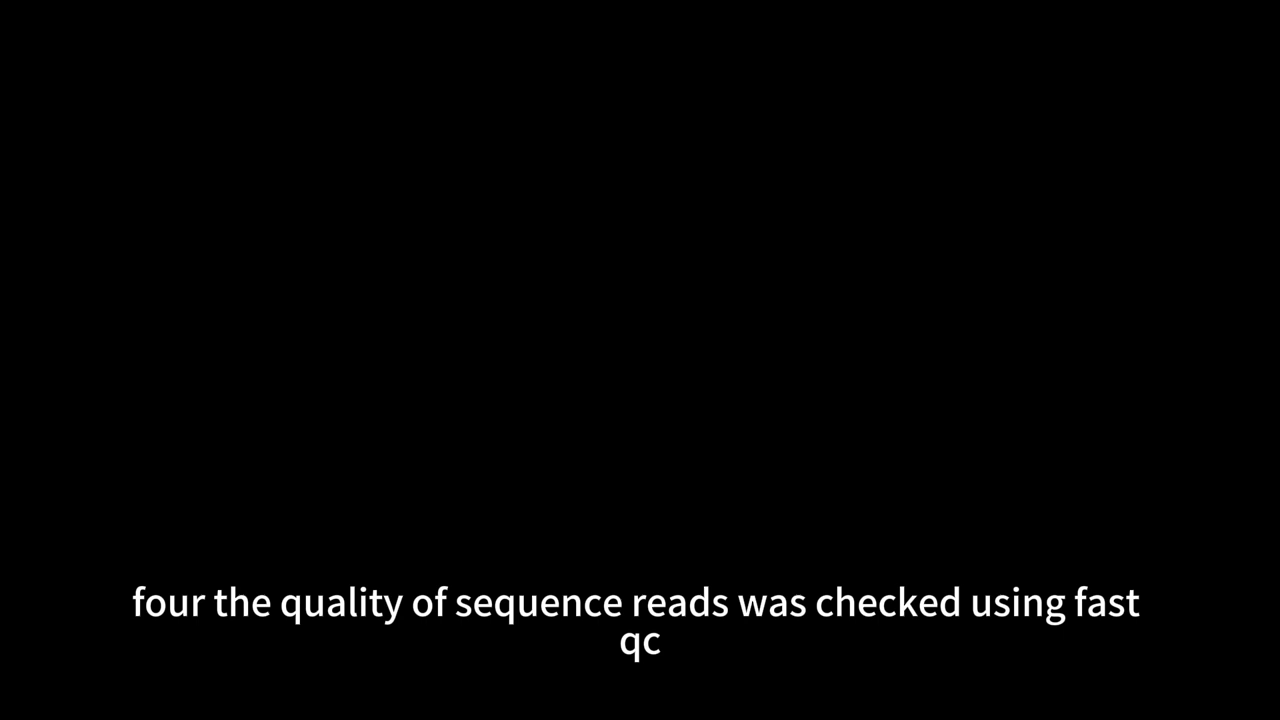 four the quality of sequence reads was checked using fast
qc